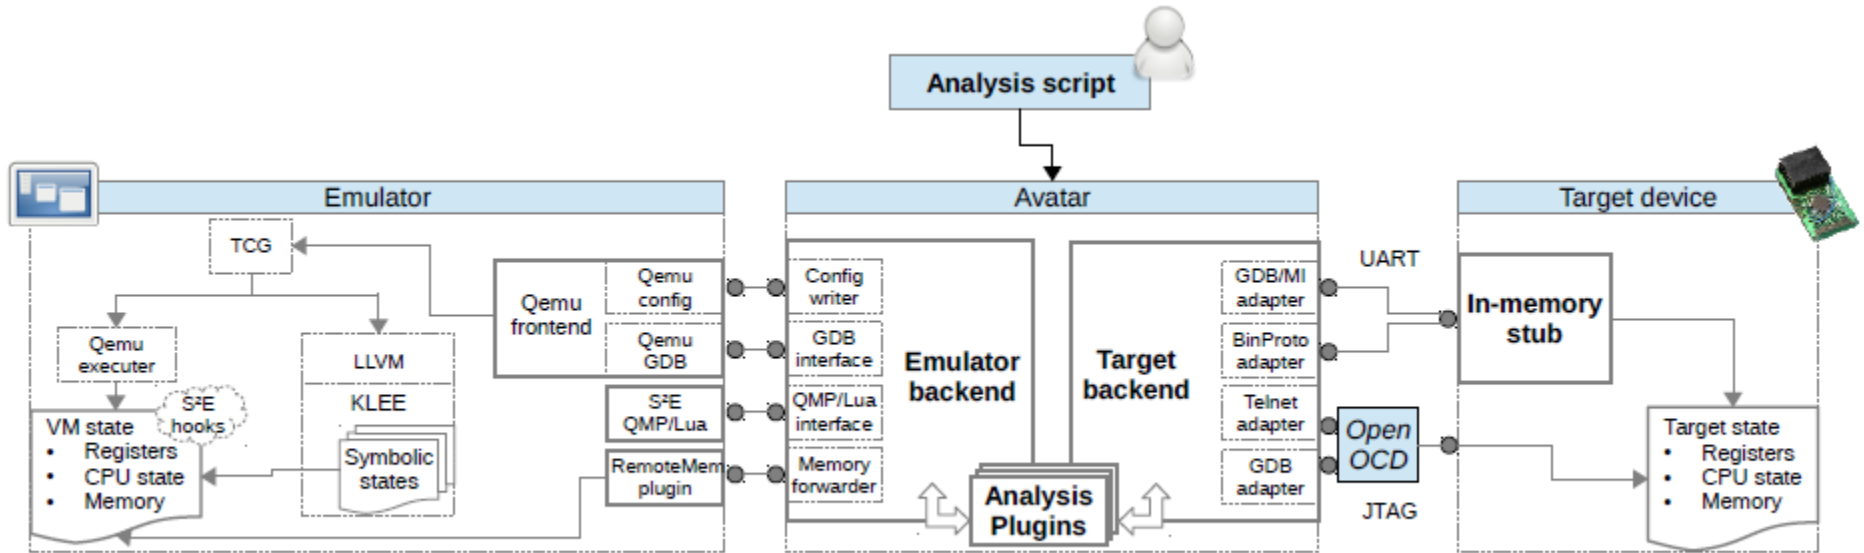 Analysis script
Emulator
Avatar
Target device
TCG
Qemu
frontend
Qemu
config
Qemu
GDB
S²E
QMP/Lua
RemoteMem
plugin
Qemu
executer
LLVM
KLEE
Symbolic
states
S²E
hooks
VM state
• Registers
• CPU state
• Memory
Config
writer
GDB
interface
QMP/Lua
interface
Memory
forwarder
Emulator
backend
Target
backend
Analysis
Plugins
GDB/MI
adapter
BinProto
adapter
Telnet
adapter
GDB
adapter
UART
Open
OCD
JTAG
In-memory
stub
Target state
• Registers
• CPU state
• Memory